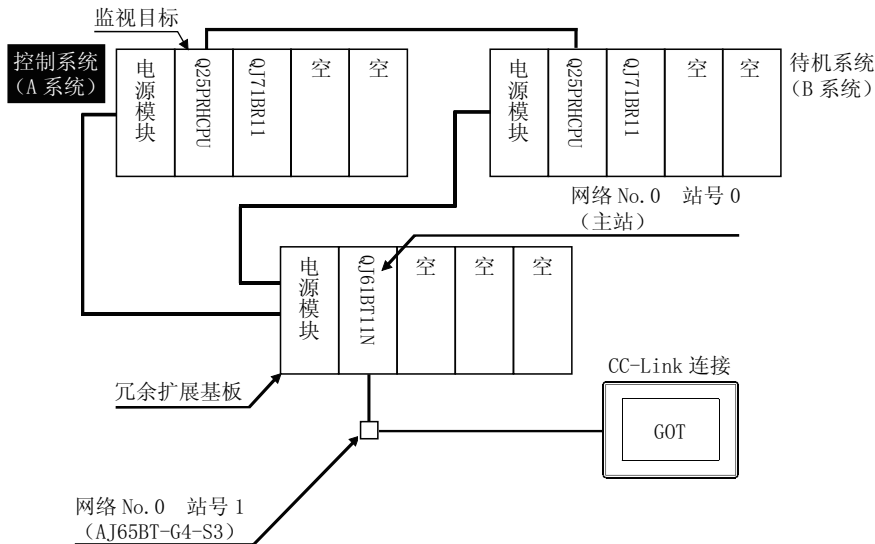 监视目标
控制系统
（A 系统）
电源模块
Q25PRHCPU
QJ71BR11
空
空
电源模块
Q25PRHCPU
QJ71BR11
空
空
待机系统
（B 系统）
网络 No.0 站号 0
（主站）
电源模块
QJ61BT11N
空
空
空
冗余扩展基板
CC-Link 连接
GOT
网络 No.0 站号 1
（AJ65BT-G4-S3）